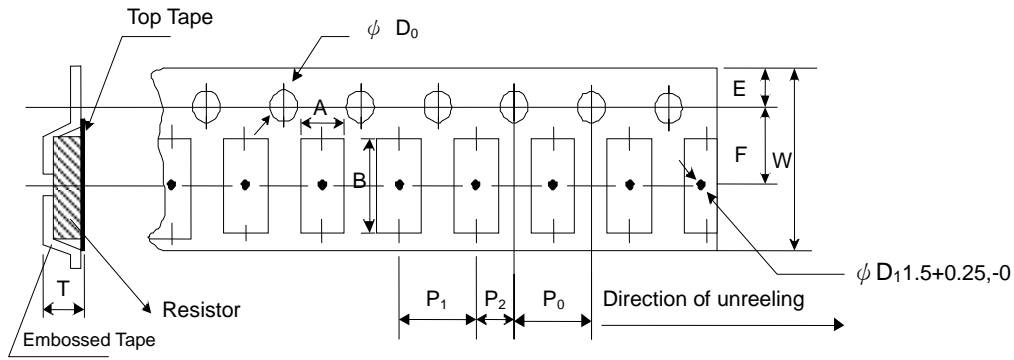 Top Tape
ϕ D₀
A
E
F
W
B
ϕ D₁1.5+0.25,-0
T
P₁
P₂
P₀
Direction of unreeling
Resistor
Embossed Tape